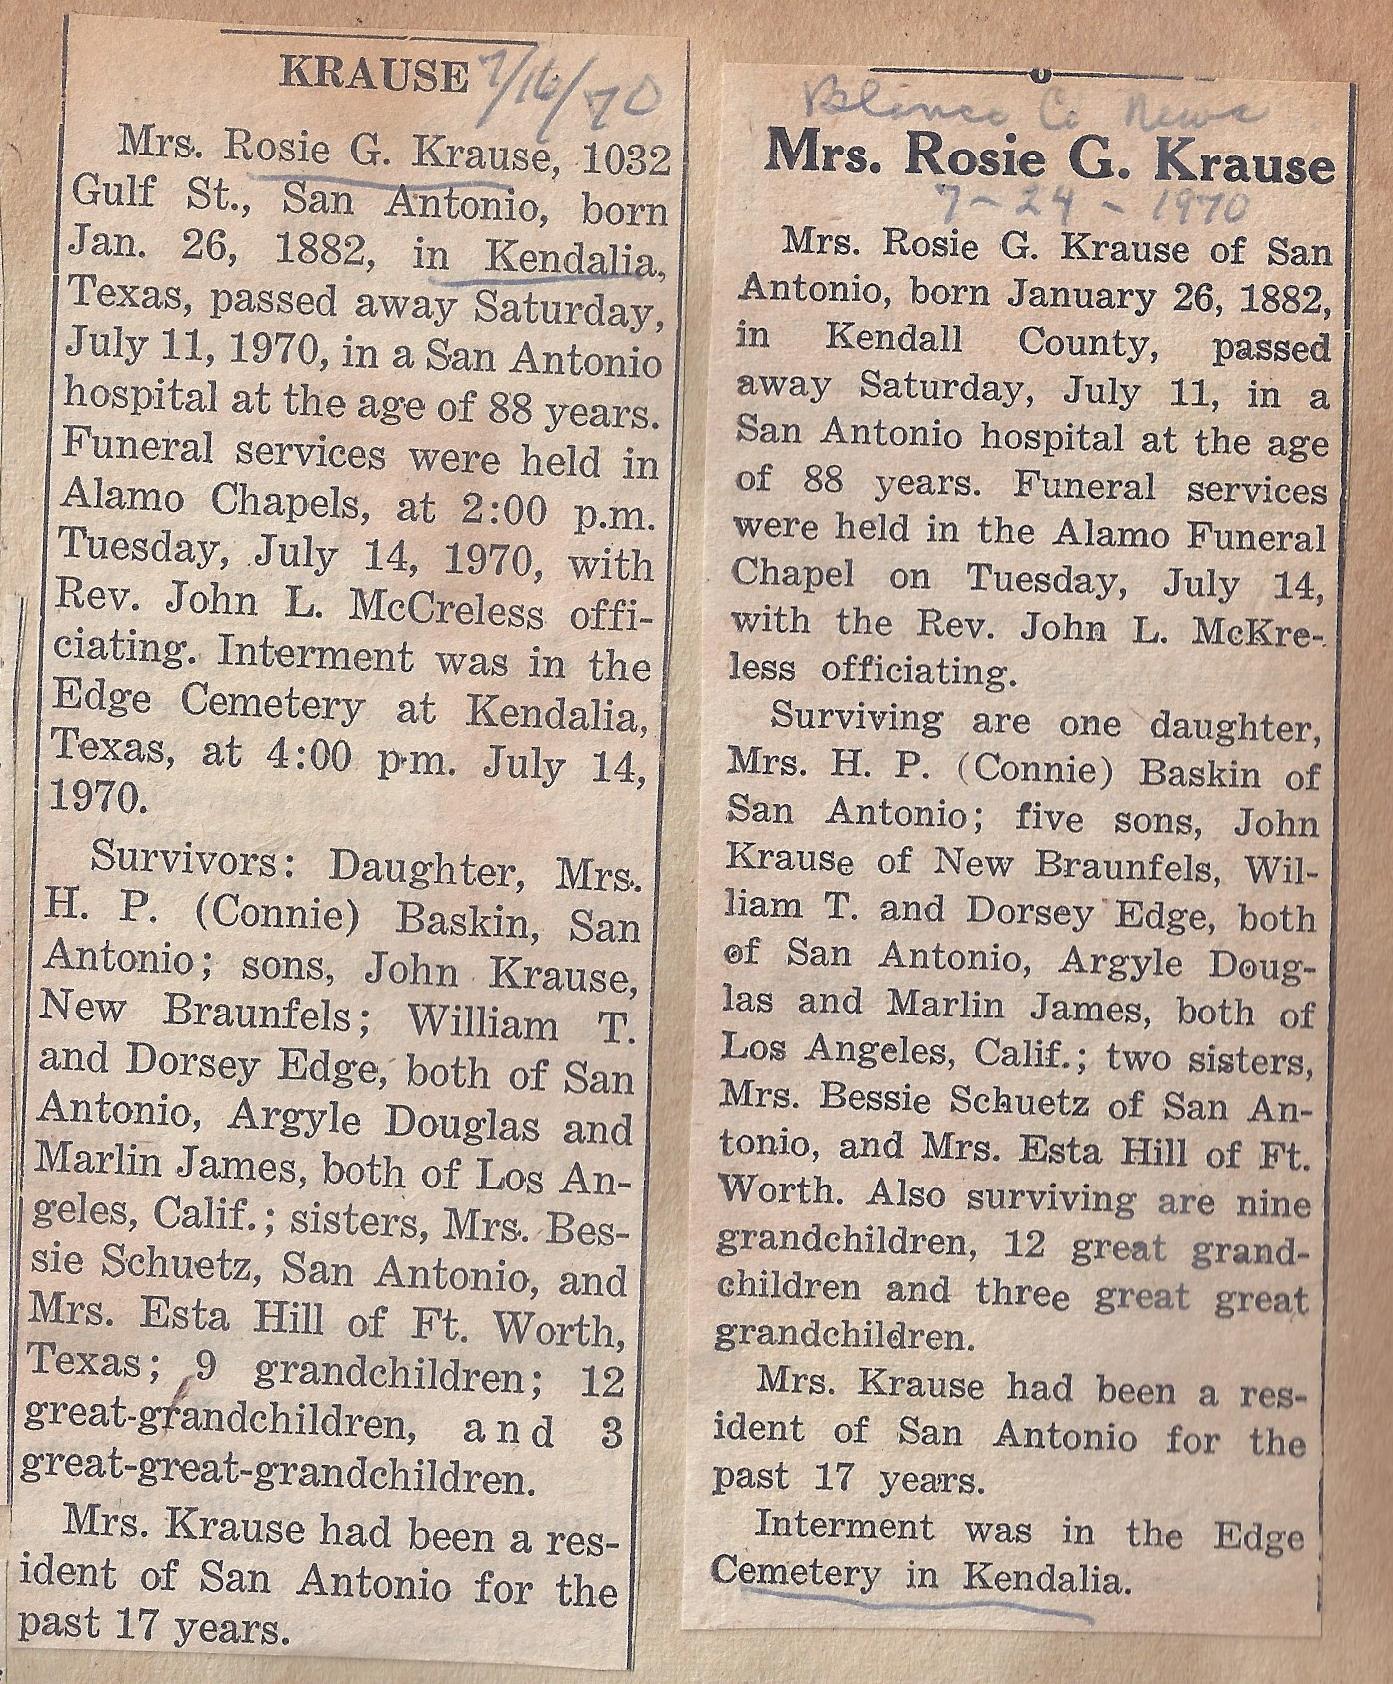 KRAUSE 7/16/70
Mrs. Rosie G. Krause, 1032
Gulf St., San Antonio, born
Jan. 26, 1882, in Kendalia,
Texas, passed away Saturday,
July 11, 1970, in a San Antonio
hospital at the age of 88 years.
Funeral services were held in
Alamo Chapels, at 2:00 p.m.
Tuesday, July 14, 1970, with
Rev. John L. McCreless offi-
ciating. Interment was in the
Edge Cemetery at Kendalia,
Texas, at 4:00 p.m. July 14,
1970.
Survivors: Daughter, Mrs.
H. P. (Connie) Baskin, San
Antonio; sons, John Krause,
New Braunfels; William T.
and Dorsey Edge, both of San
Antonio, Argyle Douglas and
Marlin James, both of Los An-
geles, Calif.; sisters, Mrs. Bes-
sie Schuetz, San Antonio, and
Mrs. Esta Hill of Ft. Worth,
Texas; 9 grandchildren; 12
great-grandchildren, and 3
great-great-grandchildren.
Mrs. Krause had been a res-
ident of San Antonio for the
past 17 years.
Blanco Co News
Mrs. Rosie G. Krause
7-24-1970
Mrs. Rosie G. Krause of San
Antonio, born January 26, 1882,
in Kendall County, passed
away Saturday, July 11, in a
San Antonio hospital at the age
of 88 years. Funeral services
were held in the Alamo Funeral
Chapel on Tuesday, July 14,
with the Rev. John L. McKre-
less officiating.
Surviving are one daughter,
Mrs. H. P. (Connie) Baskin of
San Antonio; five sons, John
Krause of New Braunfels, Wil-
liam T. and Dorsey Edge, both
of San Antonio, Argyle Doug-
las and Marlin James, both of
Los Angeles, Calif.; two sisters,
Mrs. Bessie Schuetz of San An-
tonio, and Mrs. Esta Hill of Ft.
Worth. Also surviving are nine
grandchildren, 12 great grand-
children and three great great
grandchildren.
Mrs. Krause had been a res-
ident of San Antonio for the
past 17 years.
Interment was in the Edge
Cemetery in Kendalia.